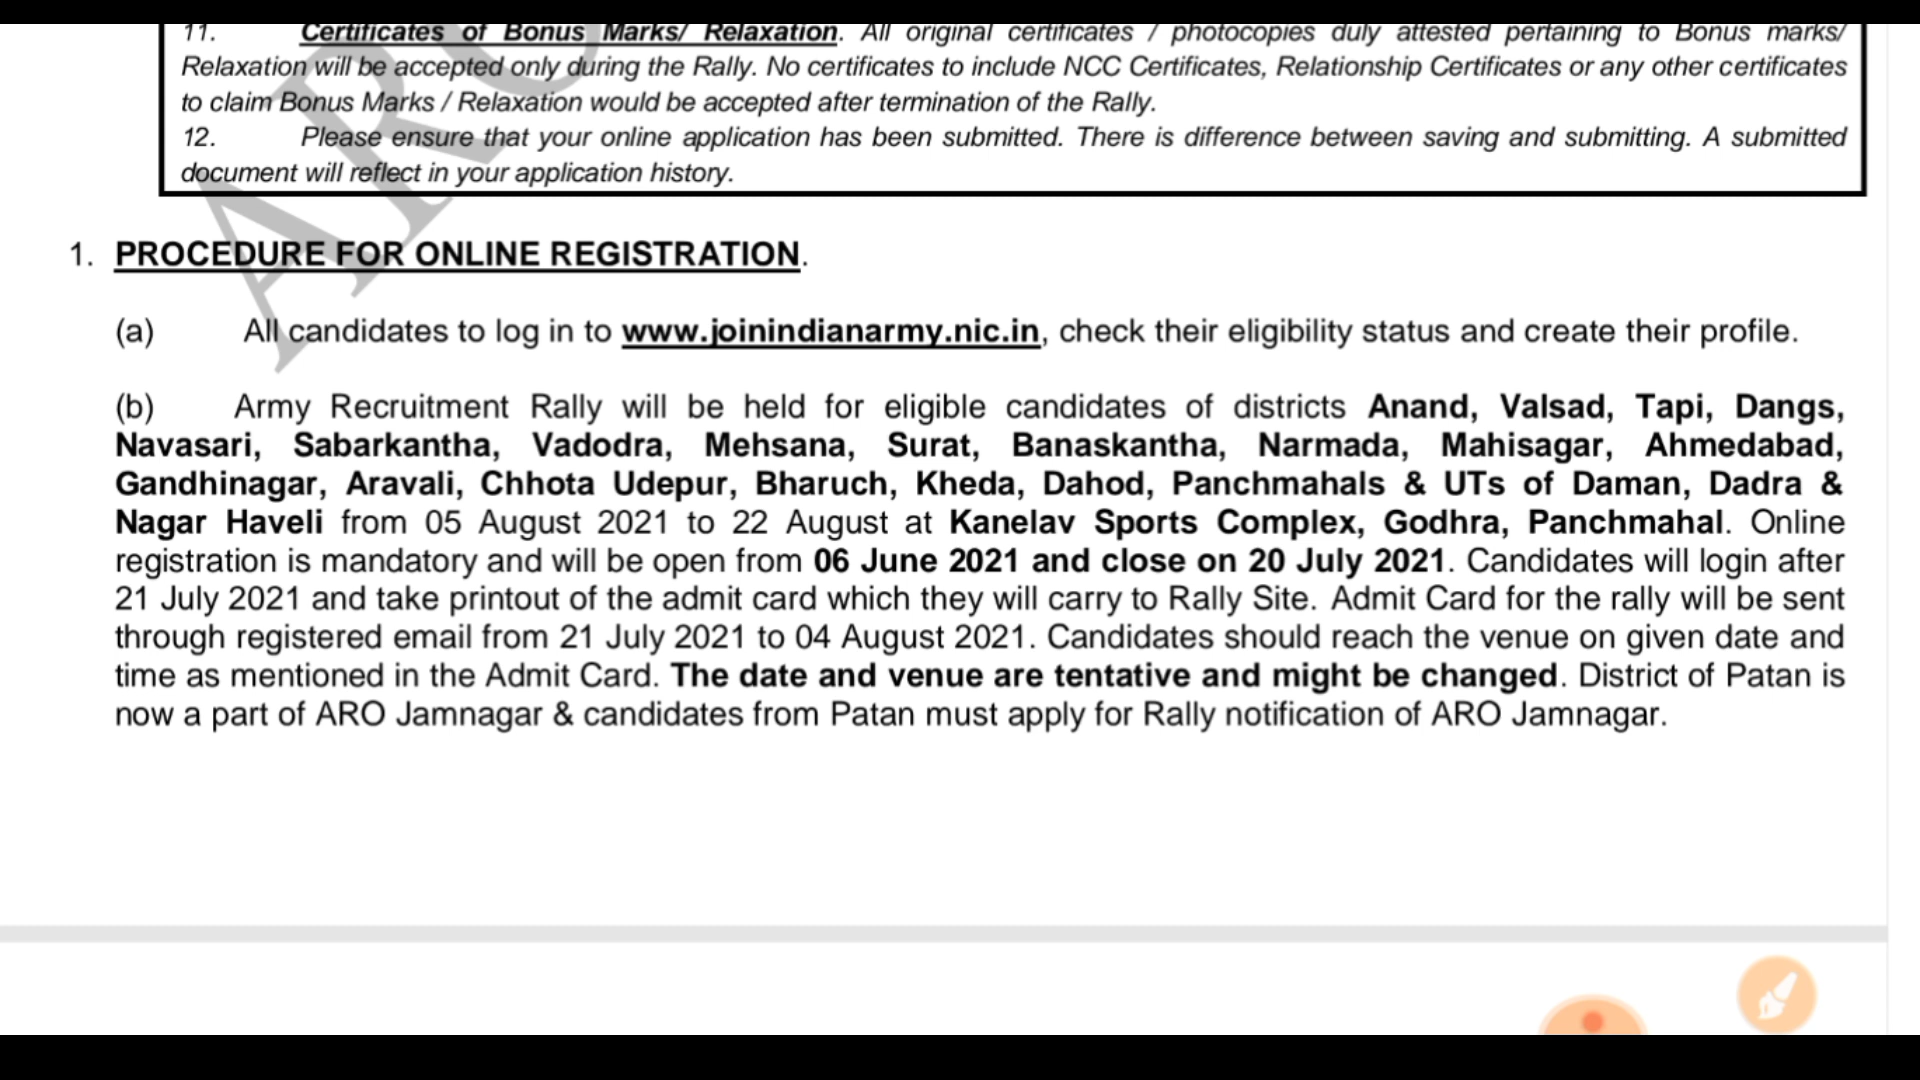 11. Certificates of Bonus Marks/ Relaxation. All original certificates / photocopies duly attested pertaining to Bonus marks/
Relaxation will be accepted only during the Rally. No certificates to include NCC Certificates, Relationship Certificates or any other certificates
to claim Bonus Marks / Relaxation would be accepted after termination of the Rally.
12. Please ensure that your online application has been submitted. There is difference between saving and submitting. A submitted
document will reflect in your application history.
1. PROCEDURE FOR ONLINE REGISTRATION.
(a) All candidates to log in to www.joinindianarmy.nic.in, check their eligibility status and create their profile.
(b) Army Recruitment Rally will be held for eligible candidates of districts Anand, Valsad, Tapi, Dangs,
Navasari, Sabarkantha, Vadodra, Mehsana, Surat, Banaskantha, Narmada, Mahisagar, Ahmedabad,
Gandhinagar, Aravali, Chhota Udepur, Bharuch, Kheda, Dahod, Panchmahals & UTs of Daman, Dadra &
Nagar Haveli from 05 August 2021 to 22 August at Kanelav Sports Complex, Godhra, Panchmahal. Online
registration is mandatory and will be open from 06 June 2021 and close on 20 July 2021. Candidates will login after
21 July 2021 and take printout of the admit card which they will carry to Rally Site. Admit Card for the rally will be sent
through registered email from 21 July 2021 to 04 August 2021. Candidates should reach the venue on given date and
time as mentioned in the Admit Card. The date and venue are tentative and might be changed. District of Patan is
now a part of ARO Jamnagar & candidates from Patan must apply for Rally notification of ARO Jamnagar.
ARO